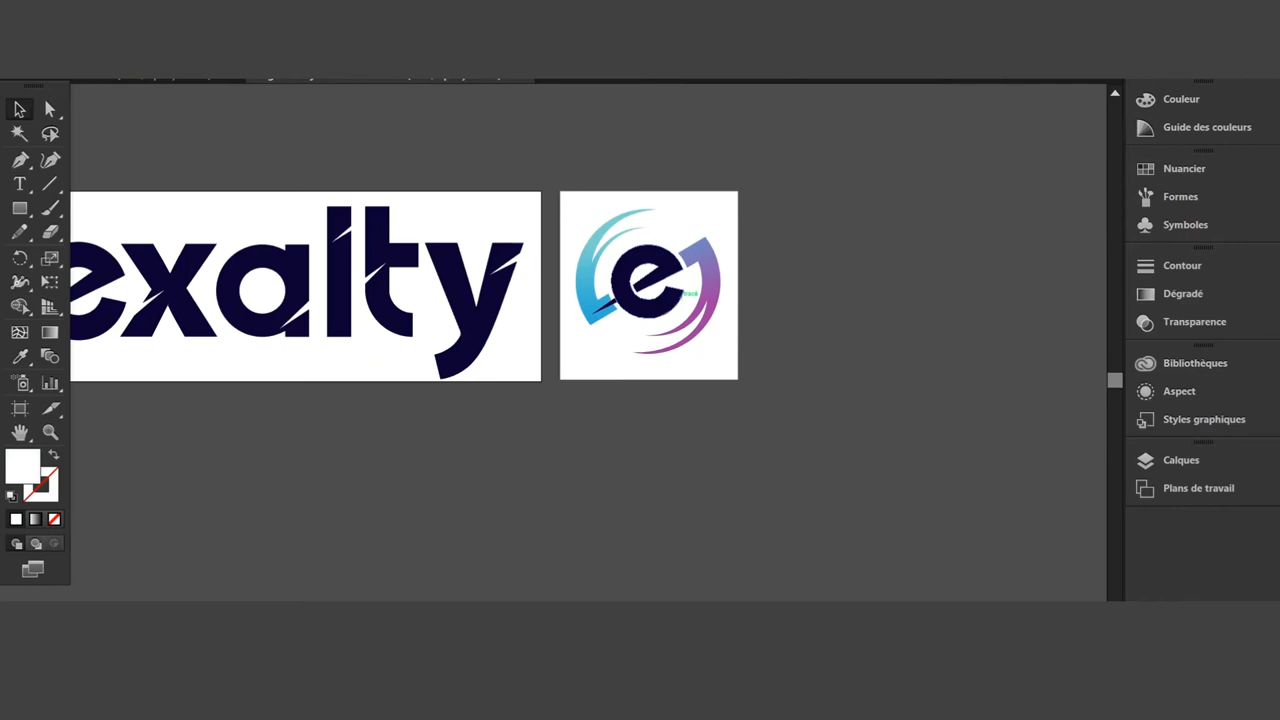 Couleur
Guide des couleurs
Nuancier
Formes
Symboles
Contour
Dégradé
Transparence
Bibliothèques
Aspect
Styles graphiques
Calques
Plans de travail
exalty
e
tracé